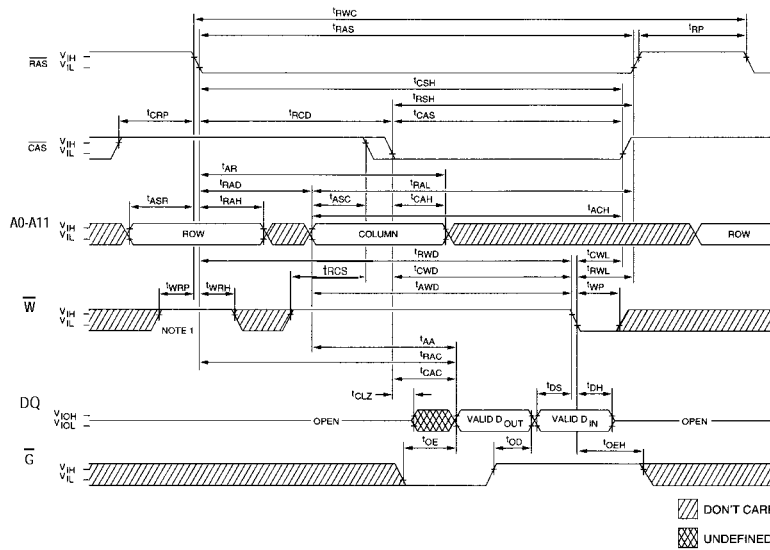 tRWC
tRAS
tRP
RAS
VIH
VIL
tCSH
tRSH
tCRP
tRCD
tCAS
CAS
VIH
VIL
tAR
tRAD
tRAL
tASR
tRAH
tASC
tCAH
tACH
A0-A11
VIH
VIL
ROW
COLUMN
ROW
tRWD
tCWL
tRCS
tCWD
tRWL
tAWD
tWP
tWRP
tWRH
W
VIH
VIL
NOTE 1
tAA
tRAC
tCAC
tCLZ
tDS
tDH
DQ
VIOH
VIOL
OPEN
VALID DOUT
VALID DIN
OPEN
tOE
tOD
tOEH
G
VIH
VIL
DON'T CARE
UNDEFINED